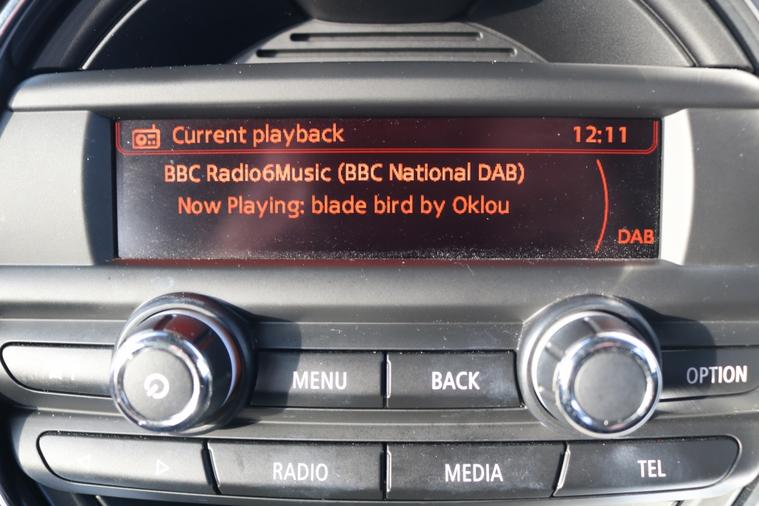 Current playback 12:11
BBC Radio6Music (BBC National DAB)
Now Playing: blade bird by Oklou
DAB
MENU BACK OPTION
RADIO MEDIA TEL